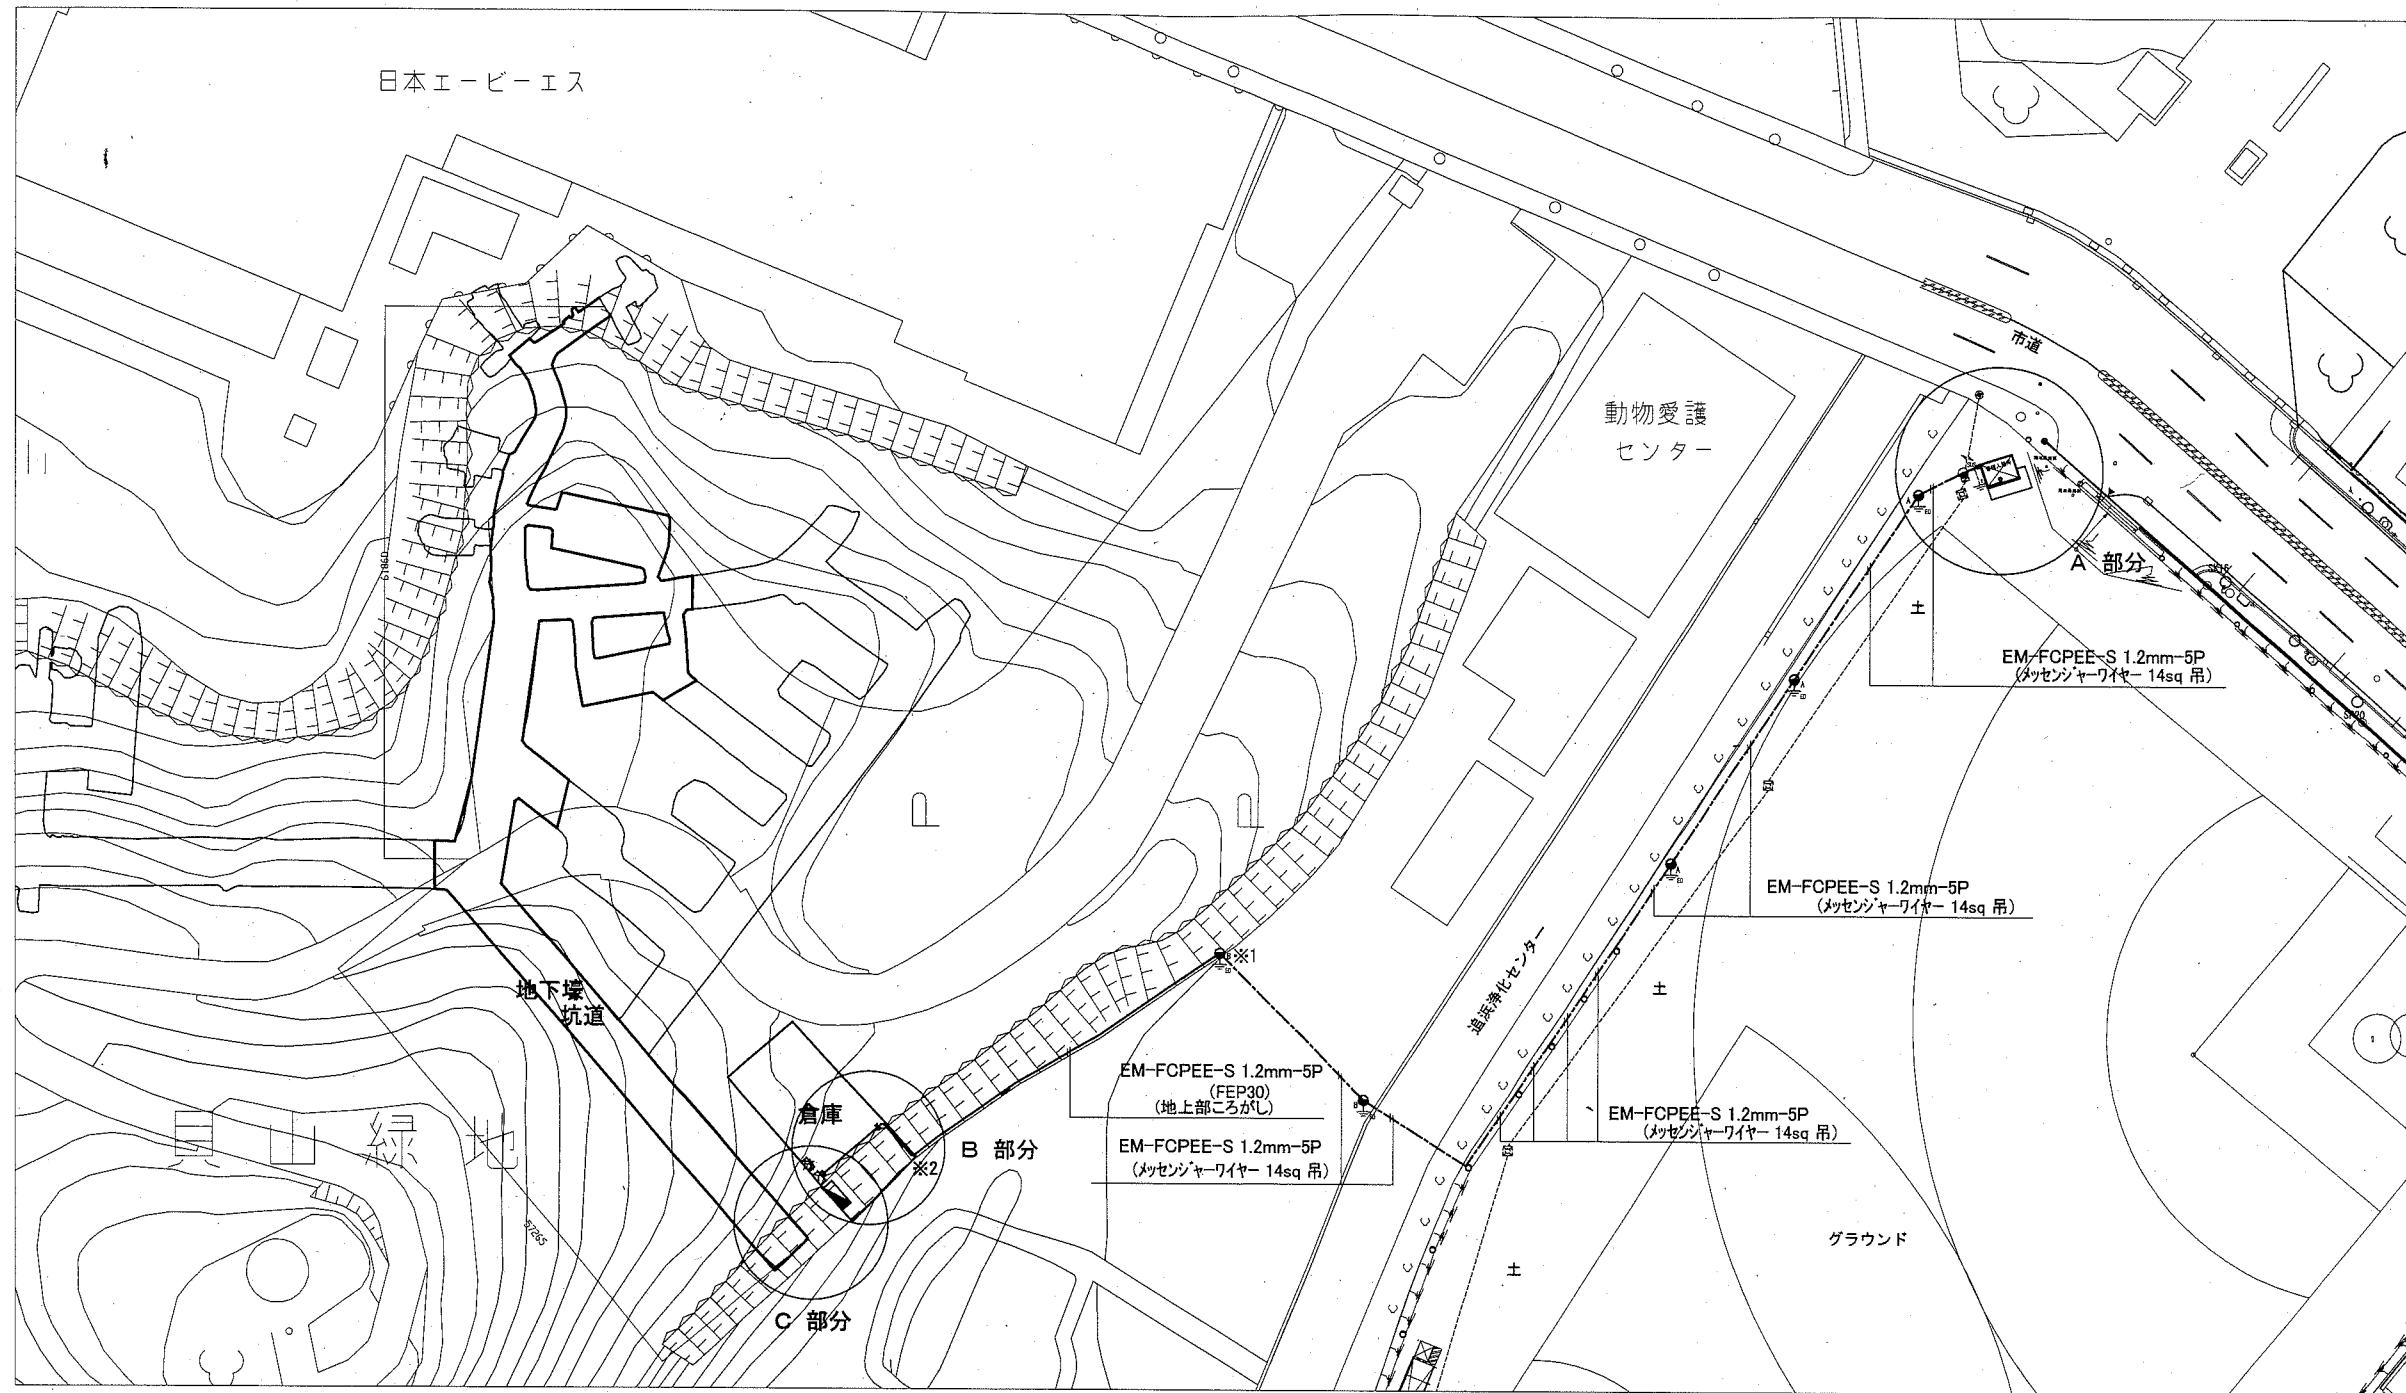 日本エービーエス
市道
動物愛護
センター
A 部分
土
EM-FCPEE-S 1.2mm-5P
(メッセンジャーワイヤー 14sq 吊)
61860
EM-FCPEE-S 1.2mm-5P
(メッセンジャーワイヤー 14sq 吊)
※1
追浜浄化センター
土
地下壕
坑道
EM-FCPEE-S 1.2mm-5P
(FEP30)
(地上部ころがし)
倉庫
EM-FCPEE-S 1.2mm-5P
(メッセンジャーワイヤー 14sq 吊)
貝山緑地
B 部分
EM-FCPEE-S 1.2mm-5P
(メッセンジャーワイヤー 14sq 吊)
※2
57265
グラウンド
土
C 部分